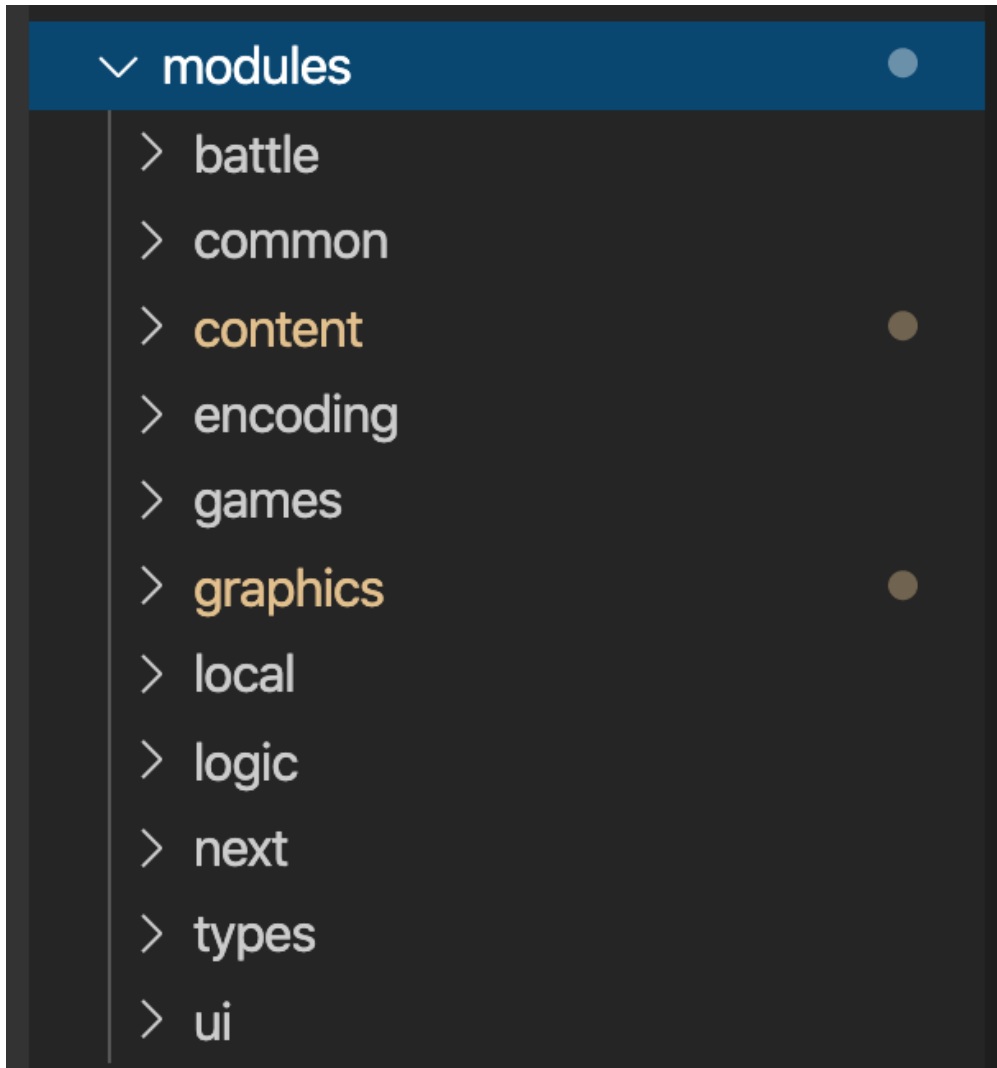 modules
battle
common
content
encoding
games
graphics
local
logic
next
types
ui